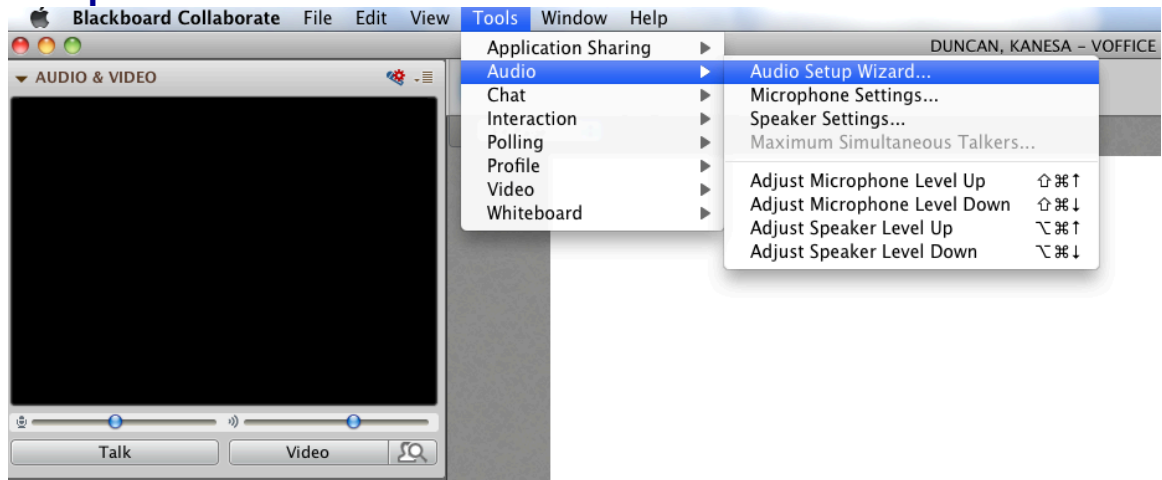 Blackboard Collaborate File Edit View Tools Window Help
DUNCAN, KANESA – VOFFICE
AUDIO & VIDEO
Application Sharing
Audio
Chat
Interaction
Polling
Profile
Video
Whiteboard
Audio Setup Wizard...
Microphone Settings...
Speaker Settings...
Maximum Simultaneous Talkers...
Adjust Microphone Level Up ⇧⌘↑
Adjust Microphone Level Down ⇧⌘↓
Adjust Speaker Level Up ⌥⌘↑
Adjust Speaker Level Down ⌥⌘↓
Talk Video